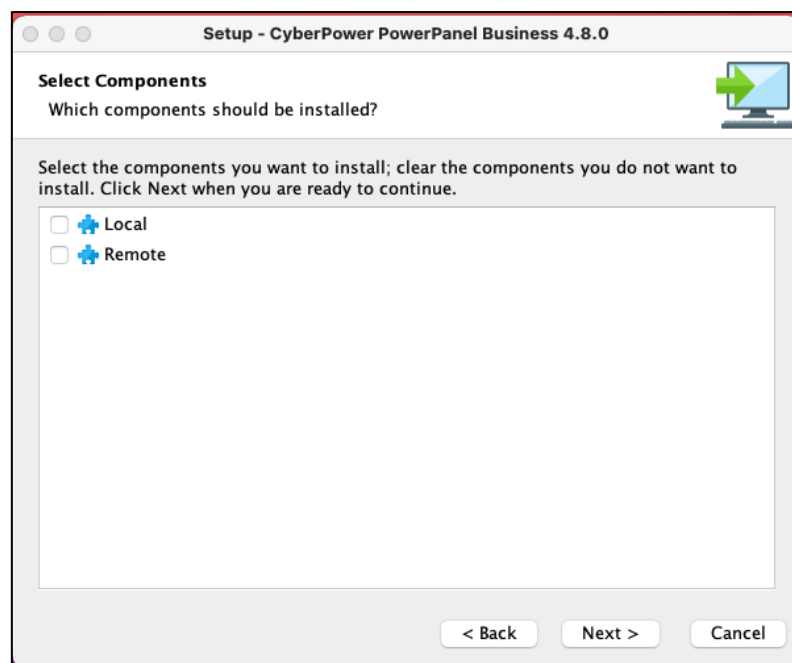 Setup - CyberPower PowerPanel Business 4.8.0
Select Components
Which components should be installed?
Select the components you want to install; clear the components you do not want to
install. Click Next when you are ready to continue.
Local
Remote
< Back
Next >
Cancel